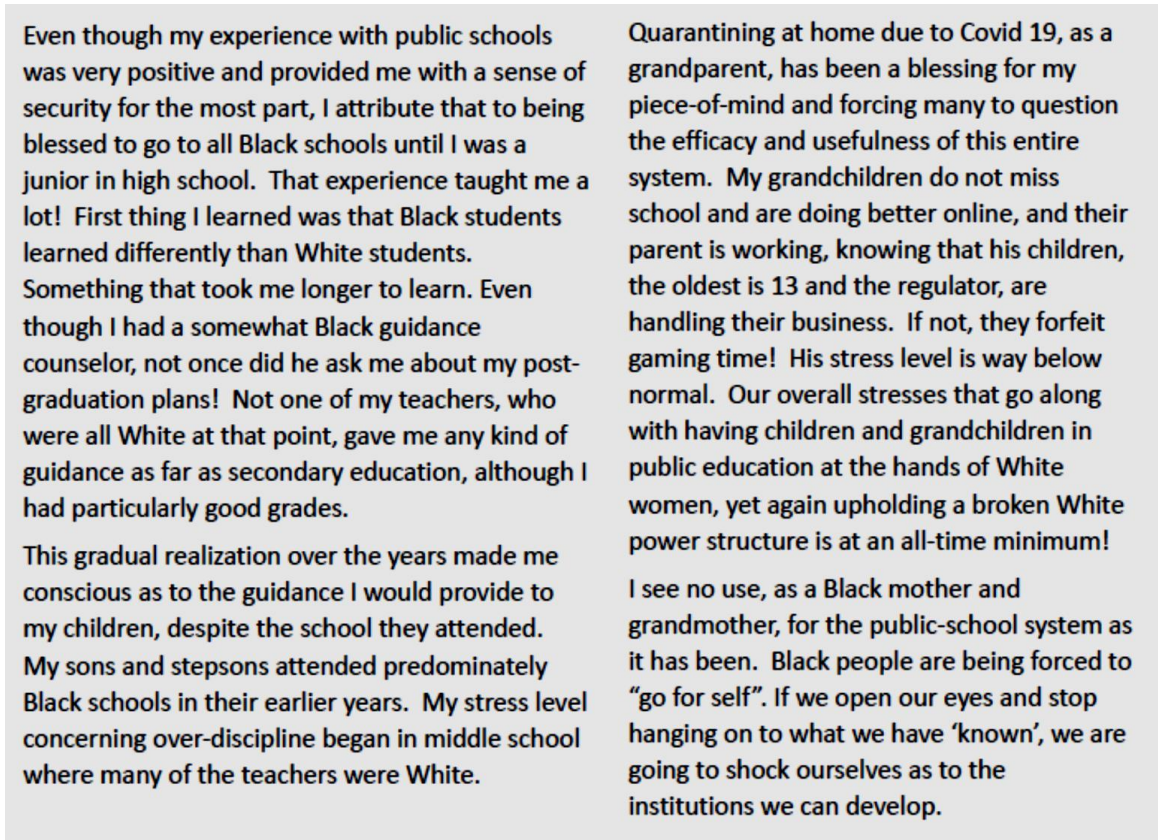 Even though my experience with public schools
was very positive and provided me with a sense of
security for the most part, I attribute that to being
blessed to go to all Black schools until I was a
junior in high school.  That experience taught me a
lot!  First thing I learned was that Black students
learned differently than White students.
Something that took me longer to learn. Even
though I had a somewhat Black guidance
counselor, not once did he ask me about my post-
graduation plans!  Not one of my teachers, who
were all White at that point, gave me any kind of
guidance as far as secondary education, although I
had particularly good grades.
This gradual realization over the years made me
conscious as to the guidance I would provide to
my children, despite the school they attended.
My sons and stepsons attended predominately
Black schools in their earlier years.  My stress level
concerning over-discipline began in middle school
where many of the teachers were White.
Quarantining at home due to Covid 19, as a
grandparent, has been a blessing for my
piece-of-mind and forcing many to question
the efficacy and usefulness of this entire
system.  My grandchildren do not miss
school and are doing better online, and their
parent is working, knowing that his children,
the oldest is 13 and the regulator, are
handling their business.  If not, they forfeit
gaming time!  His stress level is way below
normal.  Our overall stresses that go along
with having children and grandchildren in
public education at the hands of White
women, yet again upholding a broken White
power structure is at an all-time minimum!
I see no use, as a Black mother and
grandmother, for the public-school system as
it has been.  Black people are being forced to
“go for self”. If we open our eyes and stop
hanging on to what we have ‘known’, we are
going to shock ourselves as to the
institutions we can develop.